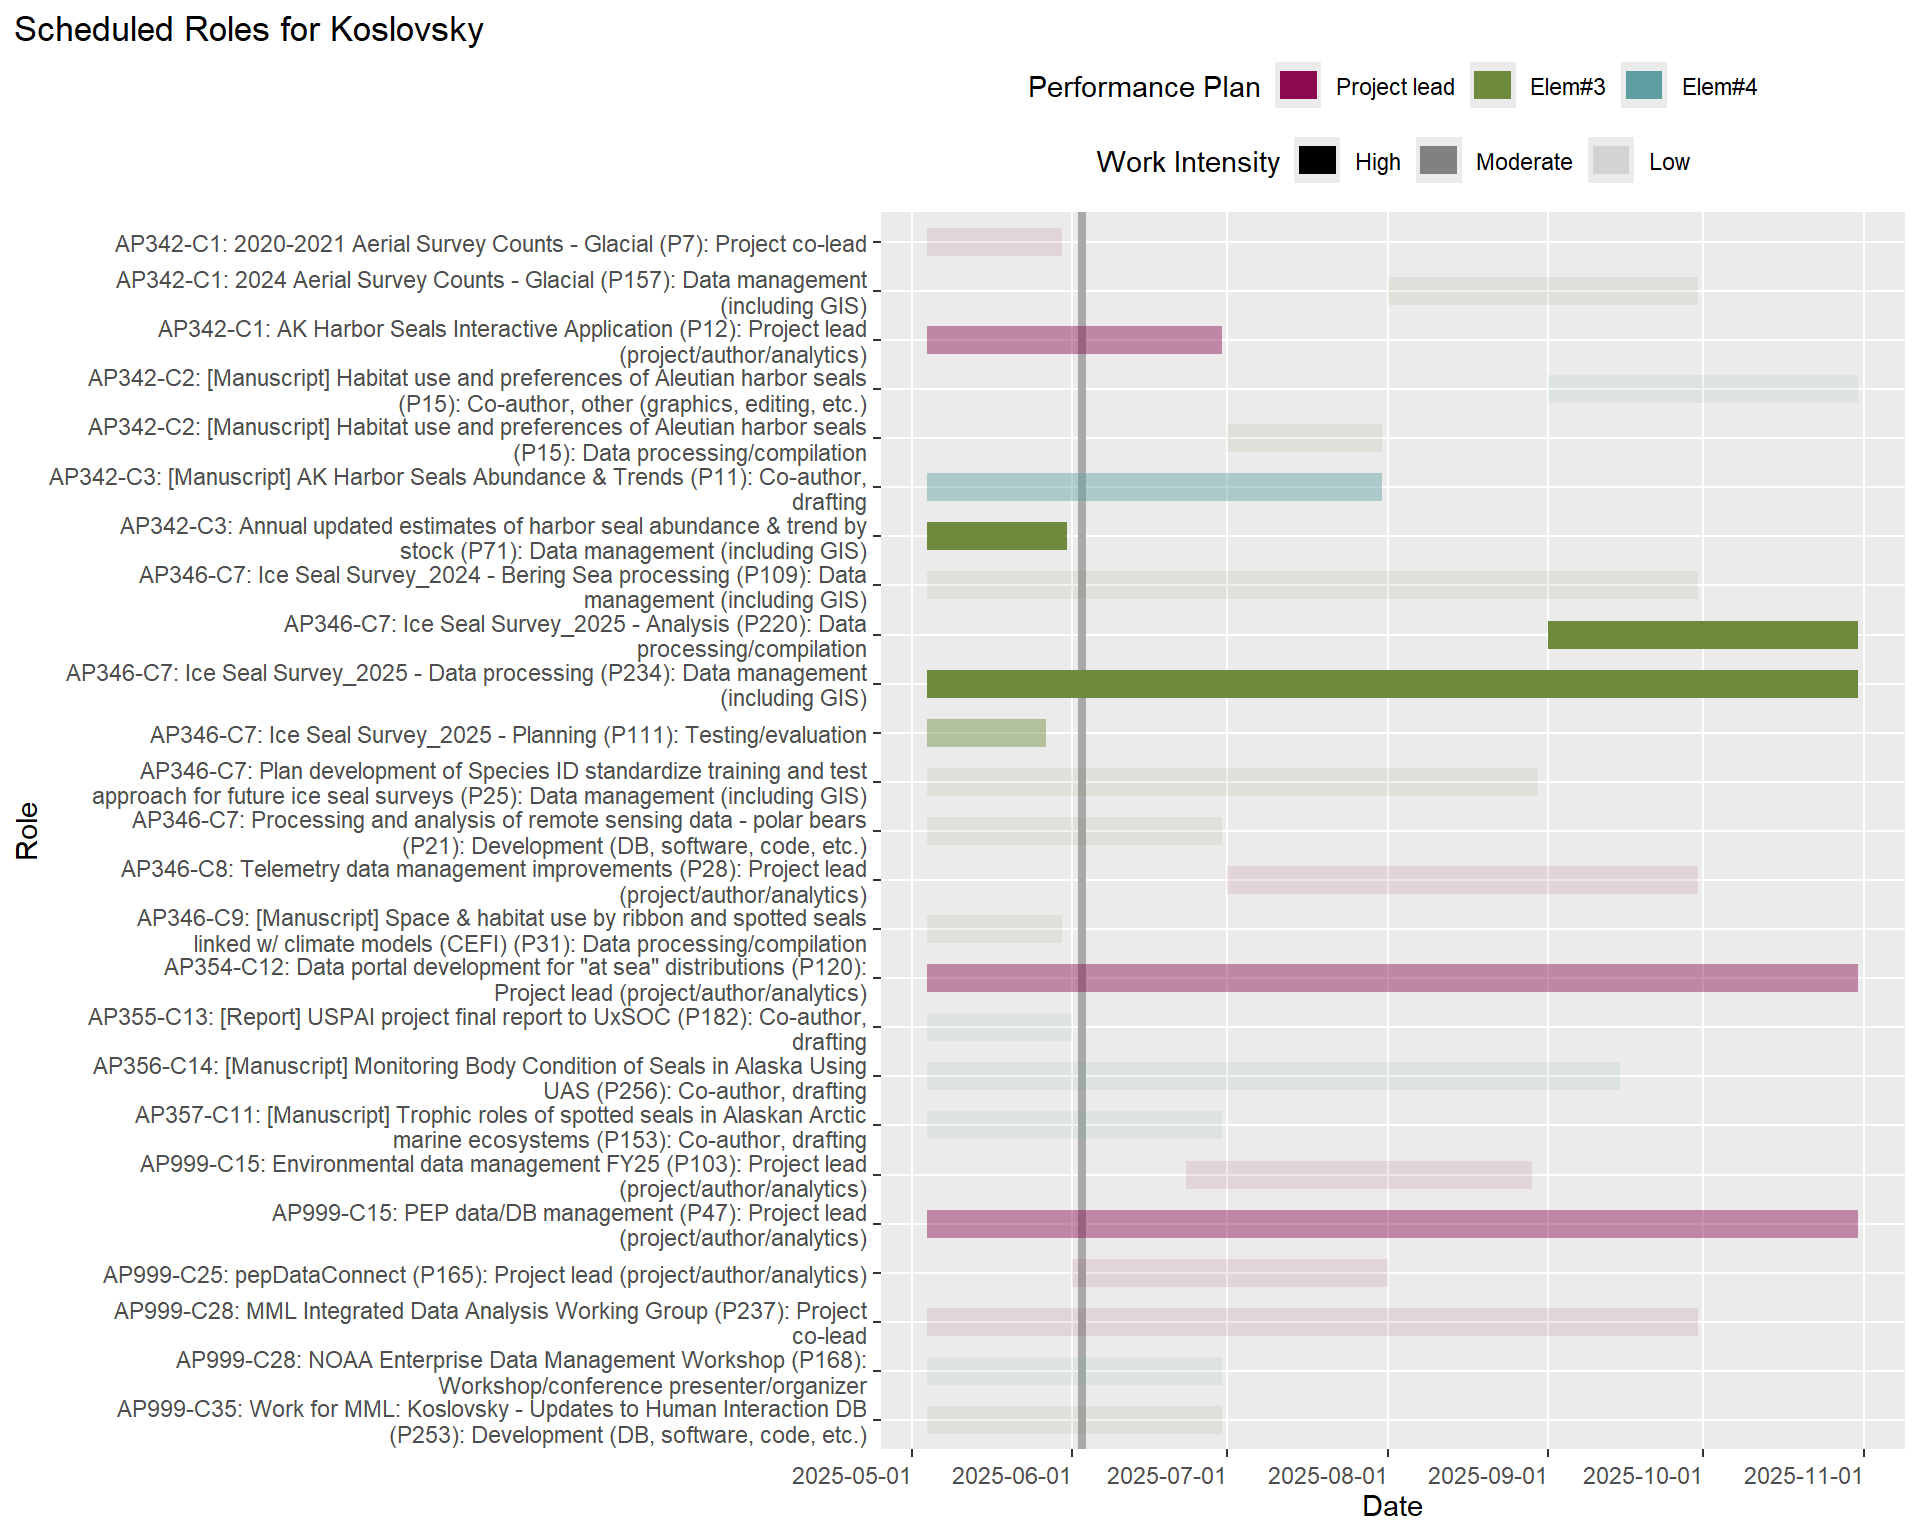 Scheduled Roles for Koslovsky
Performance Plan Project lead Elem#3 Elem#4
Work Intensity High Moderate Low
AP342-C1: 2020-2021 Aerial Survey Counts - Glacial (P7): Project co-lead
AP342-C1: 2024 Aerial Survey Counts - Glacial (P157): Data management
(including GIS)
AP342-C1: AK Harbor Seals Interactive Application (P12): Project lead
(project/author/analytics)
AP342-C2: [Manuscript] Habitat use and preferences of Aleutian harbor seals
(P15): Co-author, other (graphics, editing, etc.)
AP342-C2: [Manuscript] Habitat use and preferences of Aleutian harbor seals
(P15): Data processing/compilation
AP342-C3: [Manuscript] AK Harbor Seals Abundance & Trends (P11): Co-author,
drafting
AP342-C3: Annual updated estimates of harbor seal abundance & trend by
stock (P71): Data management (including GIS)
AP346-C7: Ice Seal Survey_2024 - Bering Sea processing (P109): Data
management (including GIS)
AP346-C7: Ice Seal Survey_2025 - Analysis (P220): Data
processing/compilation
AP346-C7: Ice Seal Survey_2025 - Data processing (P234): Data management
(including GIS)
AP346-C7: Ice Seal Survey_2025 - Planning (P111): Testing/evaluation
AP346-C7: Plan development of Species ID standardize training and test
approach for future ice seal surveys (P25): Data management (including GIS)
AP346-C7: Processing and analysis of remote sensing data - polar bears
(P21): Development (DB, software, code, etc.)
AP346-C8: Telemetry data management improvements (P28): Project lead
(project/author/analytics)
AP346-C9: [Manuscript] Space & habitat use by ribbon and spotted seals
linked w/ climate models (CEFI) (P31): Data processing/compilation
AP354-C12: Data portal development for "at sea" distributions (P120):
Project lead (project/author/analytics)
AP355-C13: [Report] USPAI project final report to UxSOC (P182): Co-author,
drafting
AP356-C14: [Manuscript] Monitoring Body Condition of Seals in Alaska Using
UAS (P256): Co-author, drafting
AP357-C11: [Manuscript] Trophic roles of spotted seals in Alaskan Arctic
marine ecosystems (P153): Co-author, drafting
AP999-C15: Environmental data management FY25 (P103): Project lead
(project/author/analytics)
AP999-C15: PEP data/DB management (P47): Project lead
(project/author/analytics)
AP999-C25: pepDataConnect (P165): Project lead (project/author/analytics)
AP999-C28: MML Integrated Data Analysis Working Group (P237): Project
co-lead
AP999-C28: NOAA Enterprise Data Management Workshop (P168):
Workshop/conference presenter/organizer
AP999-C35: Work for MML: Koslovsky - Updates to Human Interaction DB
(P253): Development (DB, software, code, etc.)
Role
2025-05-01 2025-06-01 2025-07-01 2025-08-01 2025-09-01 2025-10-01 2025-11-01
Date